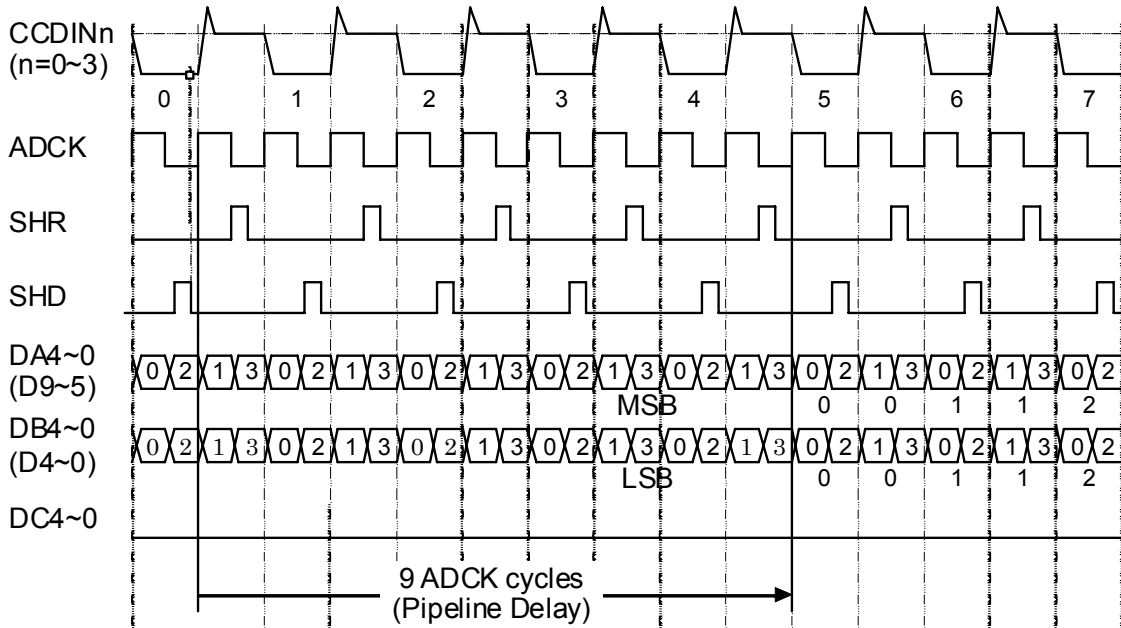 CCDINn
(n=0~3)
0 1 2 3 4 5 6 7
ADCK
SHR
SHD
DA4~0
(D9~5)
0 2 1 3 0 2 1 3 0 2 1 3 0 2 1 3 0 2 1 3 0 2 1 3 0 2 1 3 0 2
MSB 0 0 1 1 2
DB4~0
(D4~0)
0 2 1 3 0 2 1 3 0 2 1 3 0 2 1 3 0 2 1 3 0 2 1 3 0 2 1 3 0 2
LSB 0 0 1 1 2
DC4~0
9 ADCK cycles
(Pipeline Delay)